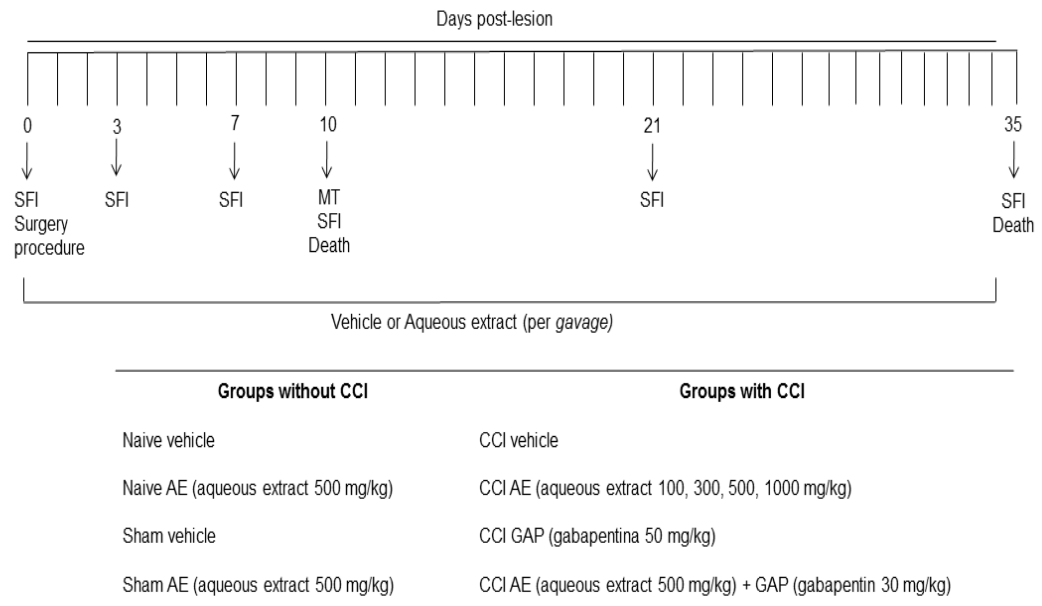 Days post-lesion
0 3 7 10 21 35
SFI SFI SFI MT SFI SFI
Surgery SFI Death
procedure Death
Vehicle or Aqueous extract (per gavage)
Groups without CCI Groups with CCI
Naive vehicle CCI vehicle
Naive AE (aqueous extract 500 mg/kg) CCI AE (aqueous extract 100, 300, 500, 1000 mg/kg)
Sham vehicle CCI GAP (gabapentina 50 mg/kg)
Sham AE (aqueous extract 500 mg/kg) CCI AE (aqueous extract 500 mg/kg) + GAP (gabapentin 30 mg/kg)